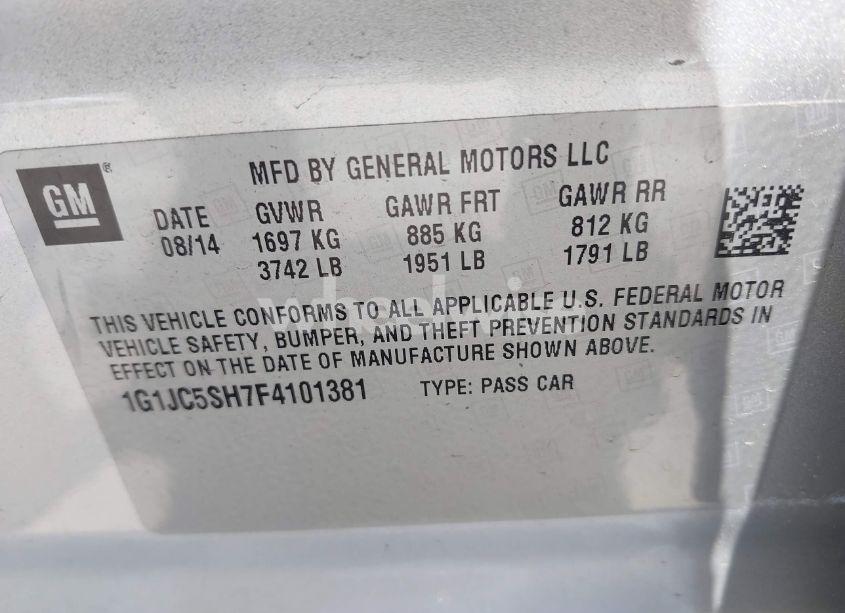 GM®
MFD BY GENERAL MOTORS LLC
DATE GVWR GAWR FRT GAWR RR
08/14 1697 KG 885 KG 812 KG
3742 LB 1951 LB 1791 LB
THIS VEHICLE CONFORMS TO ALL APPLICABLE U.S. FEDERAL MOTOR
VEHICLE SAFETY, BUMPER, AND THEFT PREVENTION STANDARDS IN
EFFECT ON THE DATE OF MANUFACTURE SHOWN ABOVE.
1G1JC5SH7F4101381 TYPE: PASS CAR